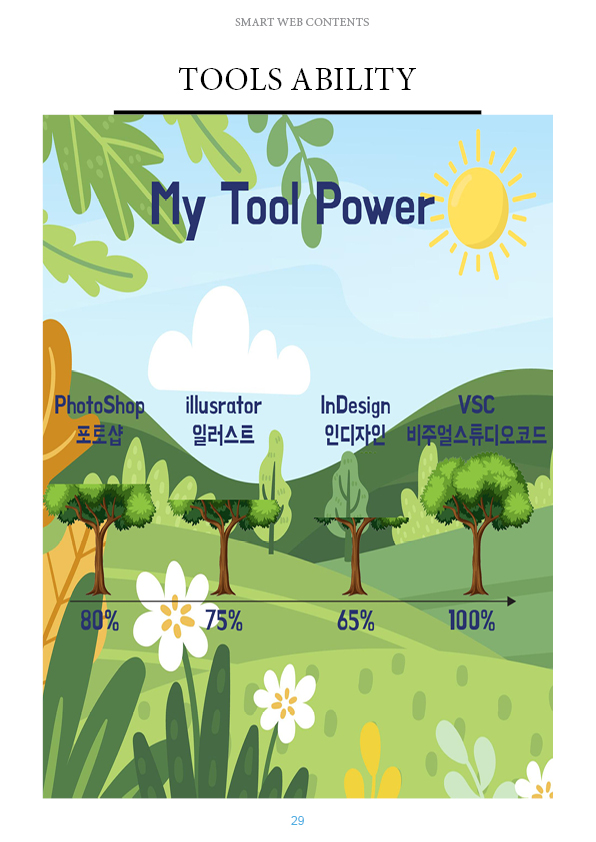 SMART WEB CONTENTS
TOOLS ABILITY
My Tool Power
PhotoShop
포토샵
illusrator
일러스트
InDesign
인디자인
VSC
비주얼스튜디오코드
80%
75%
65%
100%
29